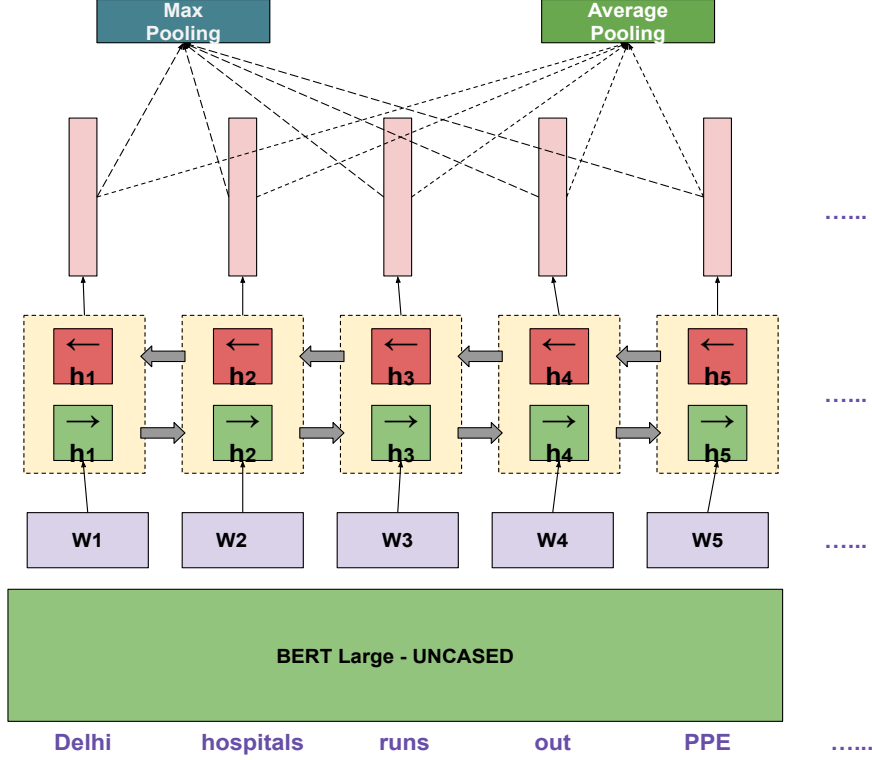 Max Average
Pooling Pooling
…...
← ← ← ← ←
h1 h2 h3 h4 h5
…...
→ → → → →
h1 h2 h3 h4 h5
W1 W2 W3 W4 W5 …...
BERT Large - UNCASED
Delhi hospitals runs out PPE …...